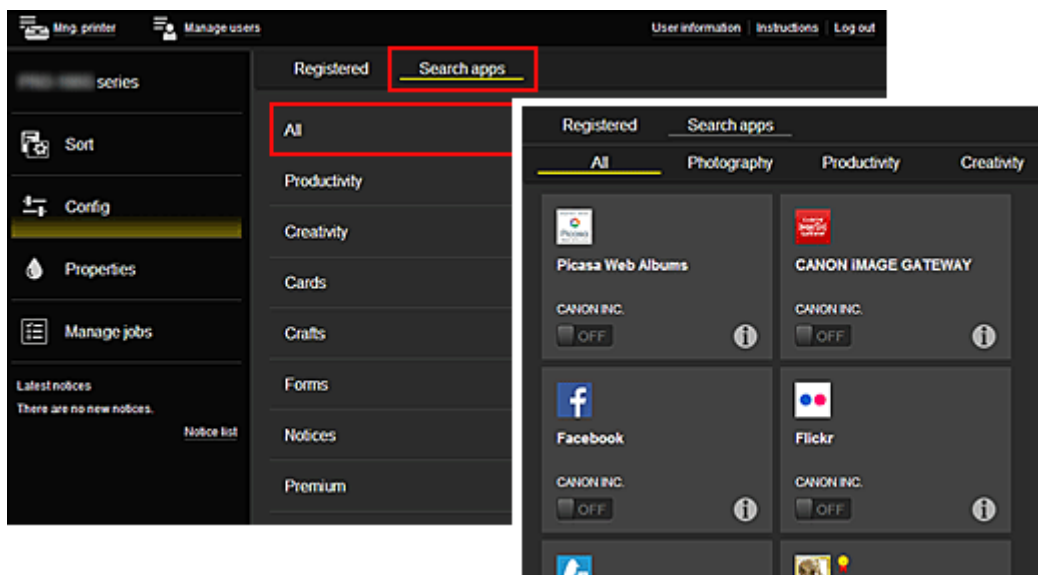 Mng. printer
Manage users
User information
Instructions
Log out
series
Sort
Config
Properties
Manage jobs
Latest notices
There are no new notices.
Notice list
Registered
Search apps
All
Productivity
Creativity
Cards
Crafts
Forms
Notices
Premium
Registered
Search apps
All
Photography
Productivity
Creativity
Picasa
Picasa Web Albums
CANON INC.
OFF
CANON iMAGE GATEWAY
CANON INC.
OFF
Facebook
CANON INC.
OFF
Flickr
CANON INC.
OFF